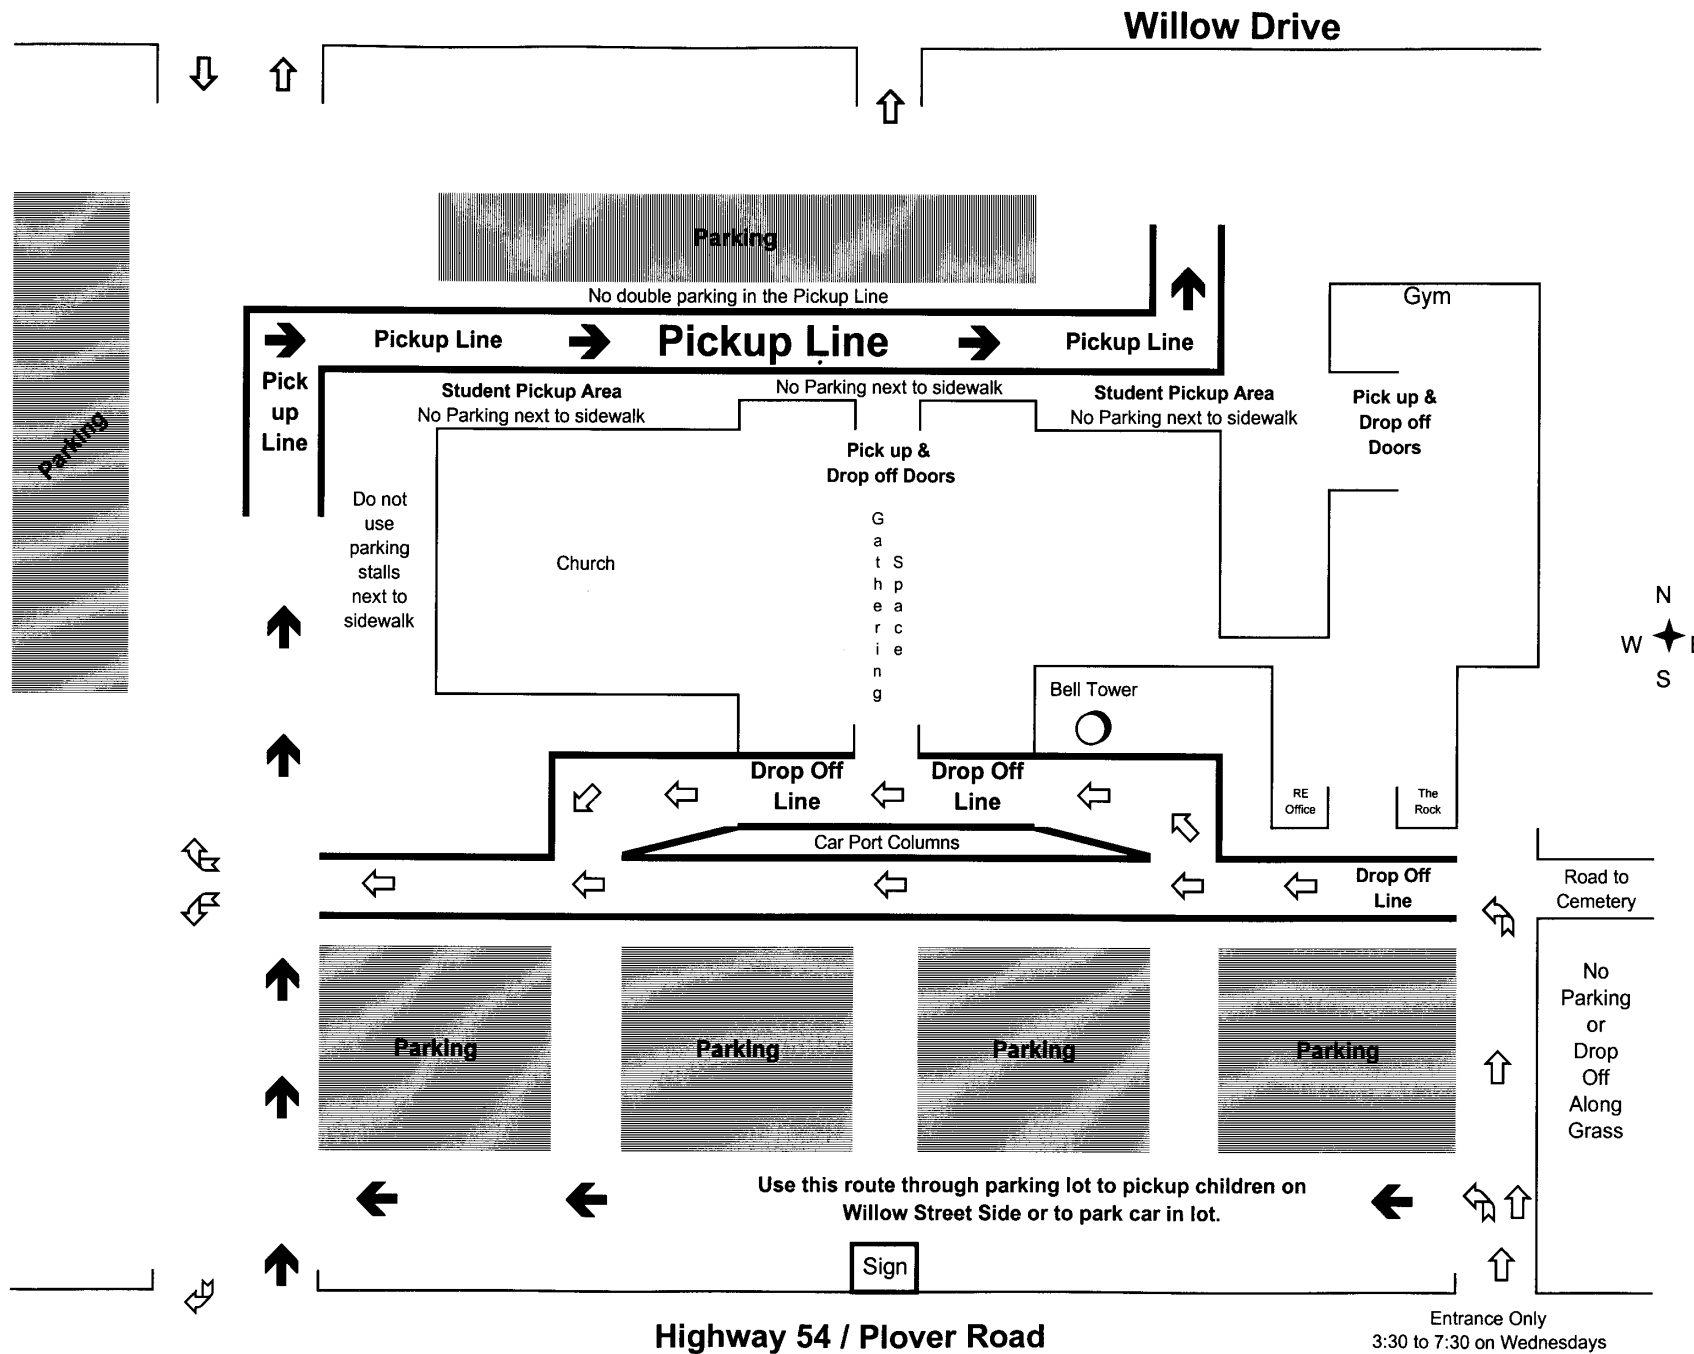 Willow Drive
Parking
No double parking in the Pickup Line
Gym
Pickup Line
Pickup Line
Pickup Line
Pick
up
Line
Student Pickup Area
No Parking next to sidewalk
No Parking next to sidewalk
Student Pickup Area
No Parking next to sidewalk
Pick up &
Drop off
Doors
Parking
Pick up &
Drop off Doors
Do not
use
parking
stalls
next to
sidewalk
Church
Gathering
Space
N
W
S
Bell Tower
Drop Off
Line
Drop Off
Line
RE
Office
The
Rock
Car Port Columns
Drop Off
Line
Road to
Cemetery
No
Parking
or
Drop
Off
Along
Grass
Parking
Parking
Parking
Parking
Use this route through parking lot to pickup children on
Willow Street Side or to park car in lot.
Sign
Highway 54 / Plover Road
Entrance Only
3:30 to 7:30 on Wednesdays